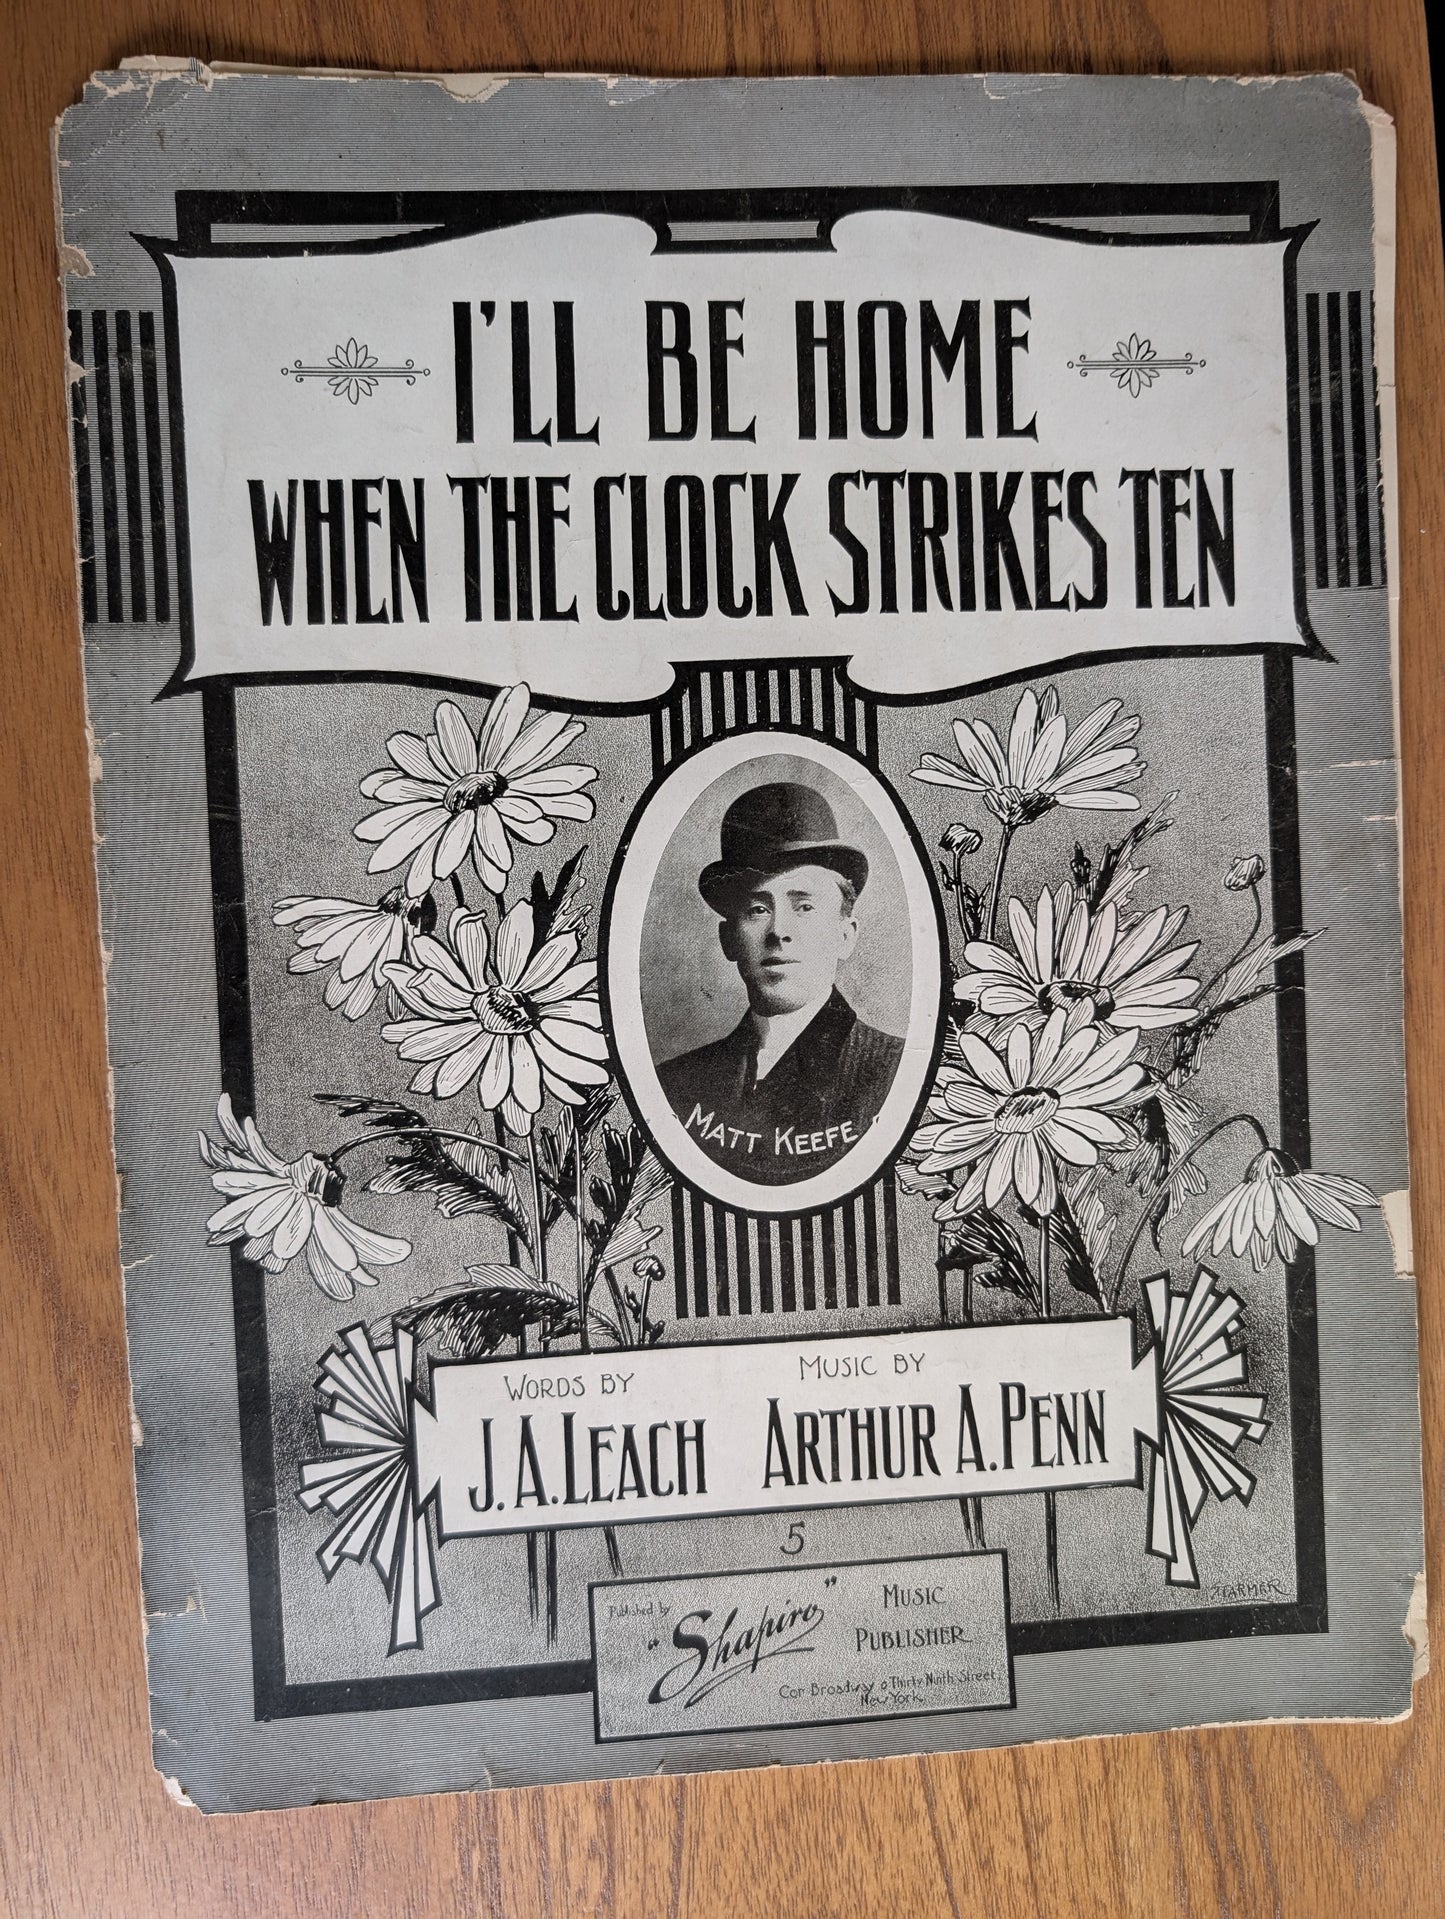 I'LL BE HOME
WHEN THE CLOCK STRIKES TEN
MATT KEEFE
WORDS BY
J. A. LEACH
MUSIC BY
ARTHUR A. PENN
5
Published by
"Shapiro"
MUSIC
PUBLISHER
Cor Broadway & Thirty Ninth Street
New York